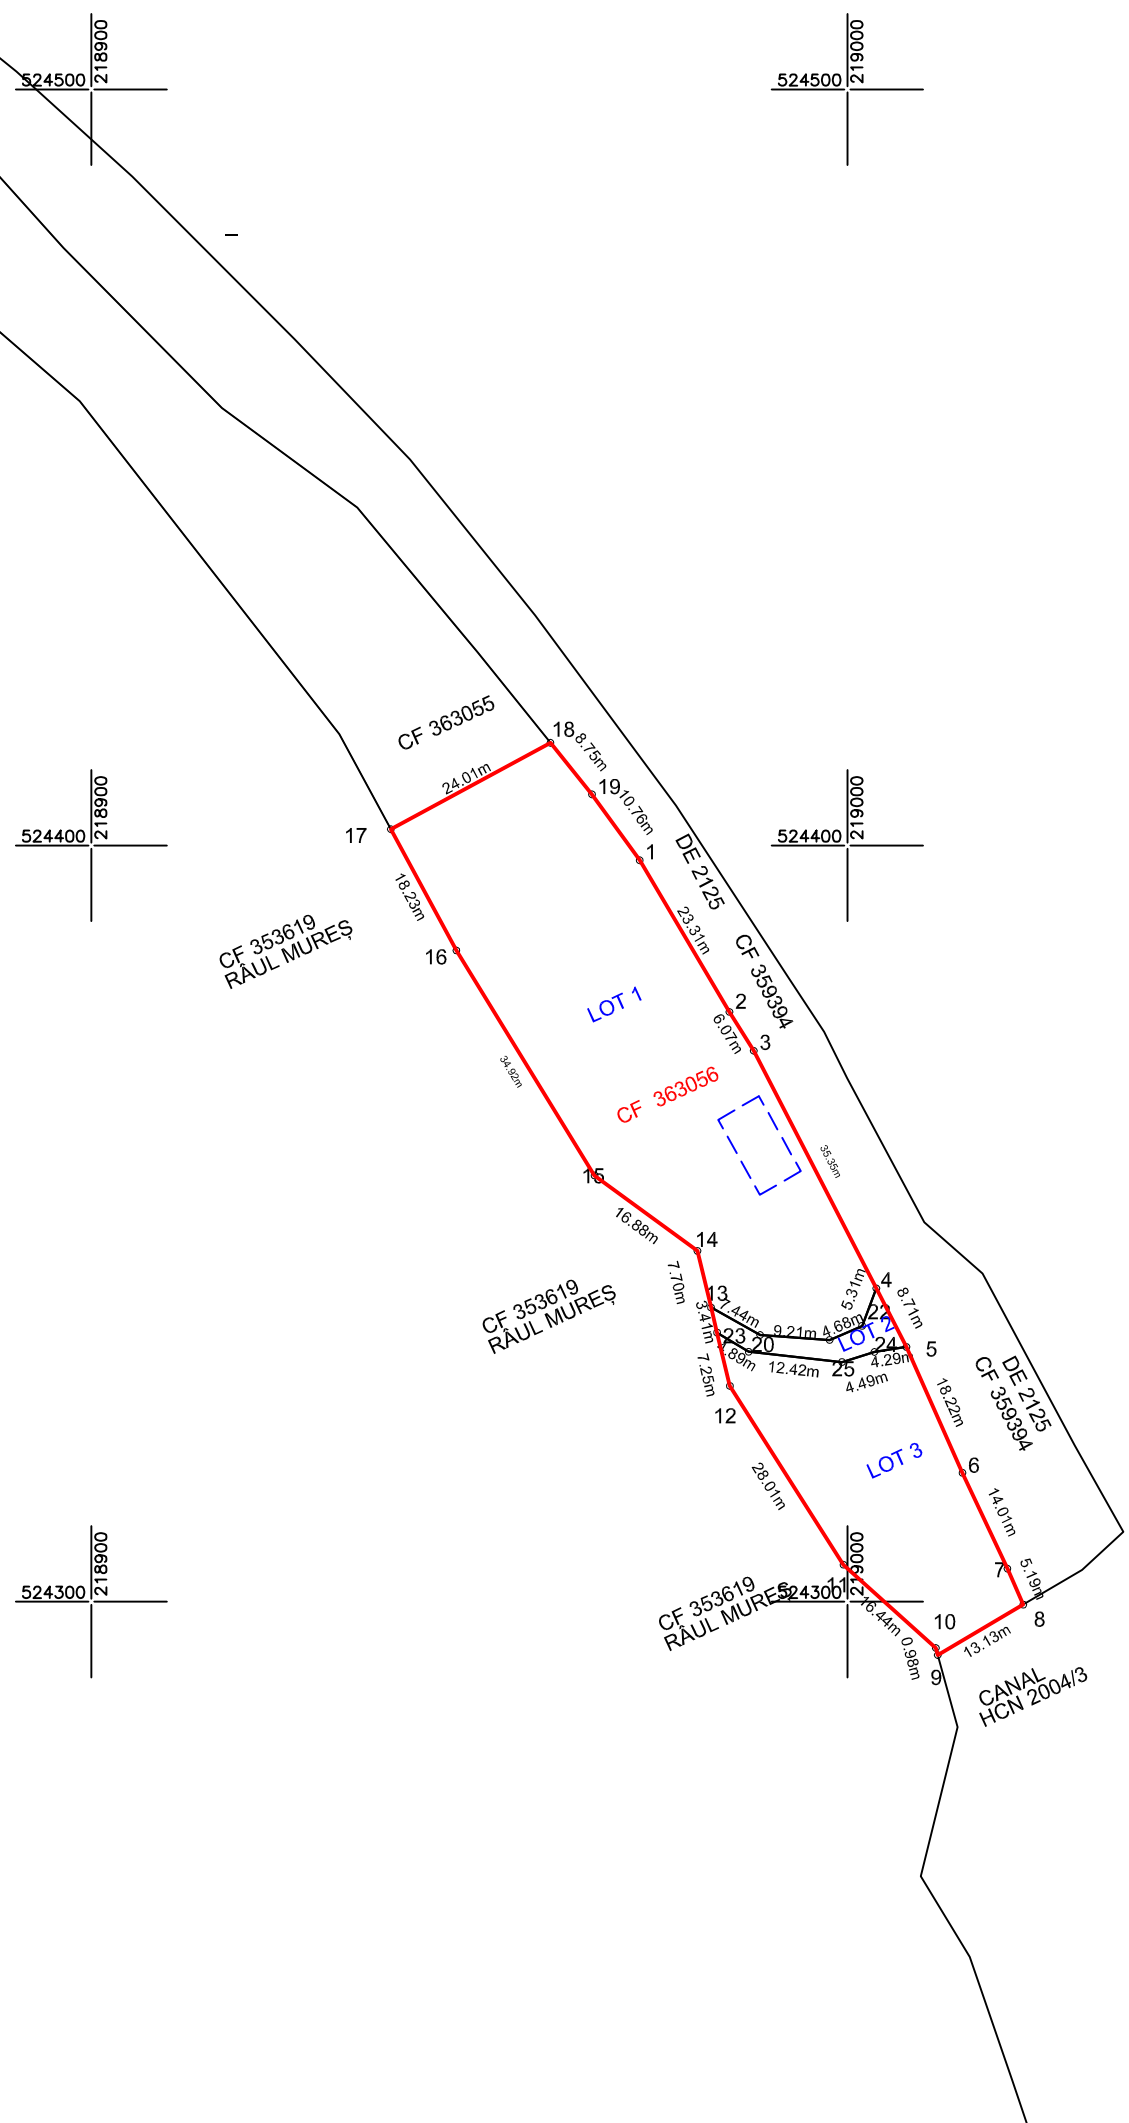 218900
524500
219000
524500
CF 363055
18
8.75m
24.01m
19
10.76m
218900
524400
17
219000
524400
1
DE 2125
18.23m
23.31m
CF 353619
RÂUL MUREȘ
16
CF 359394
LOT 1
2
6.07m
3
34.92m
CF 363056
35.35m
15
16.88m
14
7.70m
4
8.71m
5.31m
CF 353619
RÂUL MUREȘ
13
7.44m
3.41m
9.21m
4.68m
22
LOT 2
23
20
24
5
12.42m
25
4.29m
4.49m
7.25m
DE 2125
CF 359394
12
18.22m
LOT 3
6
28.01m
14.01m
7
5.19m
218900
524300
219000
524300
11
CF 353619
RÂUL MUREȘ
16.44m
8
10
0.98m
13.13m
9
CANAL
HCN 2004/3